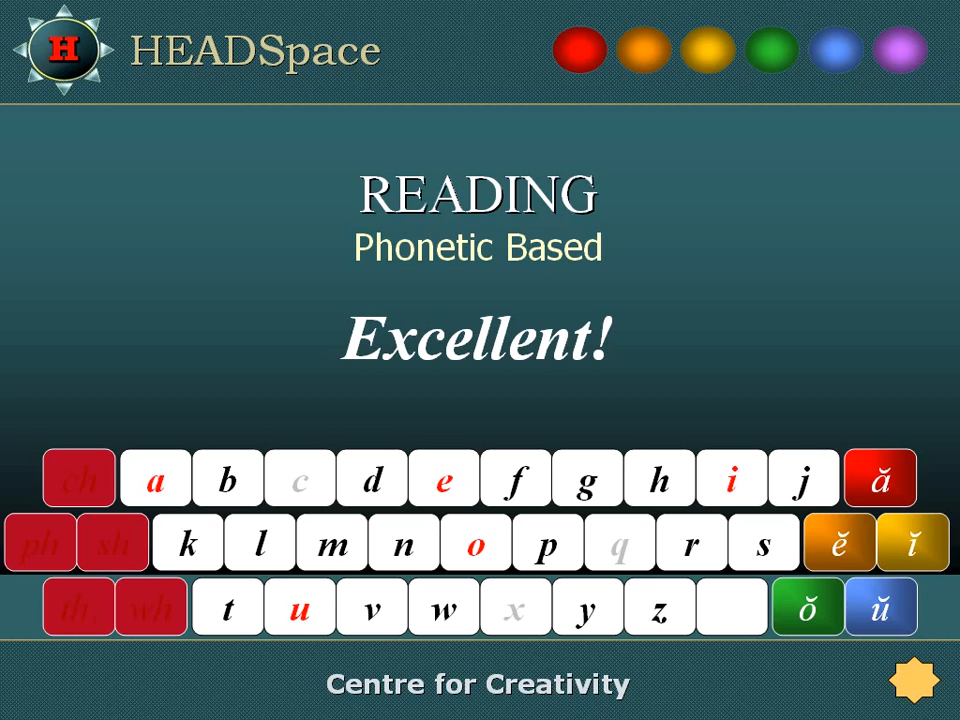 H HEADSpace
READING
Phonetic Based
Excellent!
ch a b c d e f g h i j ă
ph sh k l m n o p q r s ĕ ĭ
th, wh t u v w x y z ŏ ŭ
Centre for Creativity